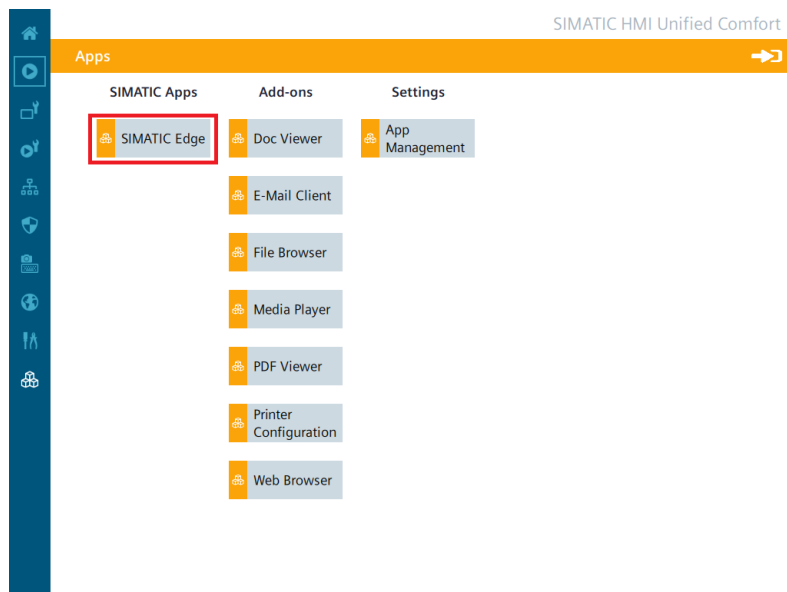 SIMATIC HMI Unified Comfort
Apps
SIMATIC Apps
Add-ons
Settings
SIMATIC Edge
Doc Viewer
App
Management
E-Mail Client
File Browser
Media Player
PDF Viewer
Printer
Configuration
Web Browser